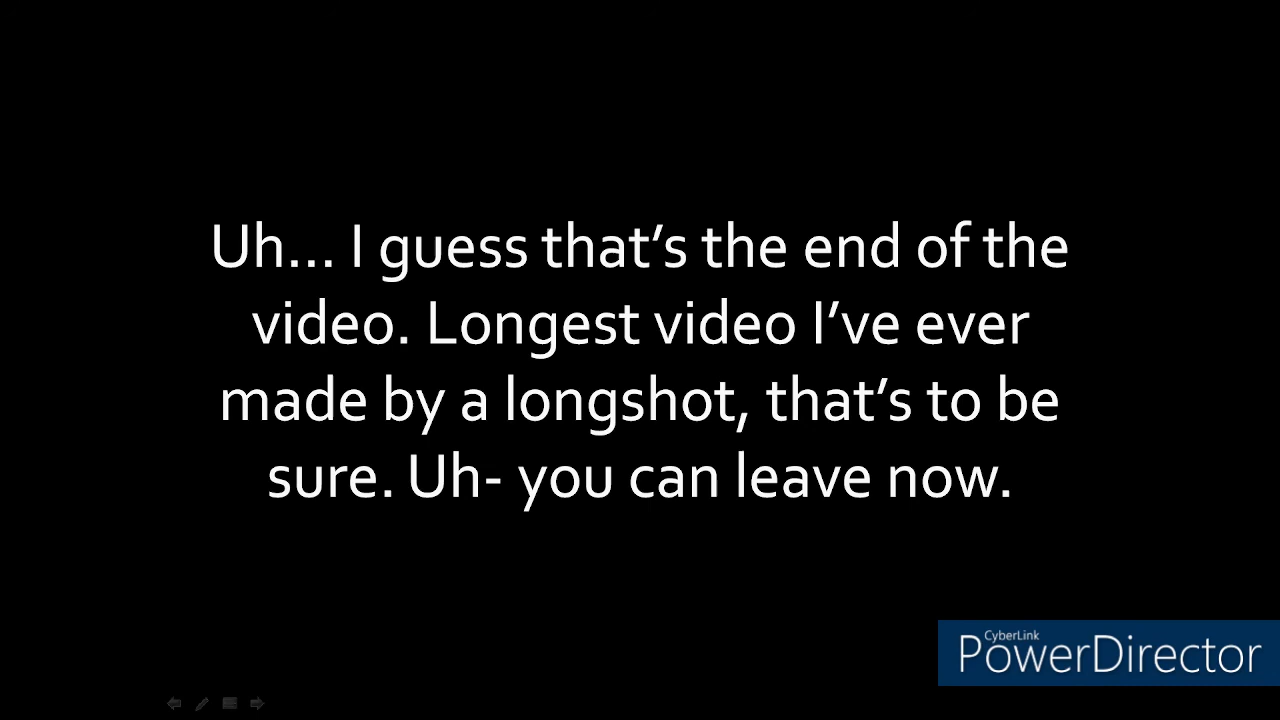 Uh... I guess that’s the end of the
video. Longest video I’ve ever
made by a longshot, that’s to be
sure. Uh- you can leave now.
CyberLink
PowerDirector